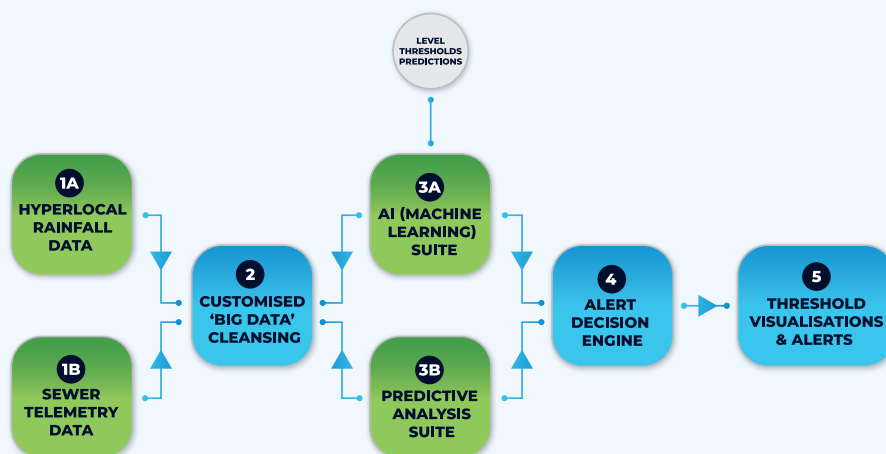 LEVEL
THRESHOLDS
PREDICTIONS
1A
HYPERLOCAL
RAINFALL
DATA
1B
SEWER
TELEMETRY
DATA
2
CUSTOMISED
‘BIG DATA’
CLEANSING
3A
AI (MACHINE
LEARNING)
SUITE
3B
PREDICTIVE
ANALYSIS
SUITE
4
ALERT
DECISION
ENGINE
5
THRESHOLD
VISUALISATIONS
& ALERTS